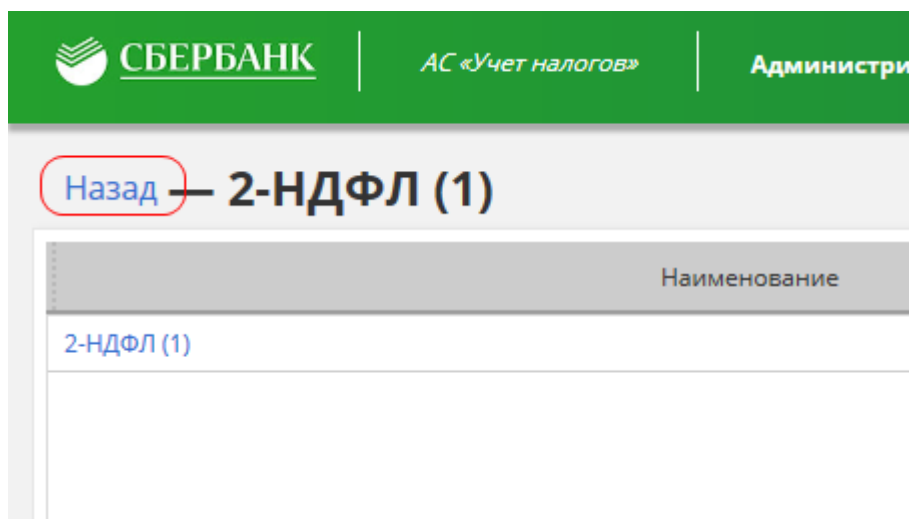 СБЕРБАНК АС «Учет налогов» Администри
Назад — 2-НДФЛ (1)
Наименование
2-НДФЛ (1)